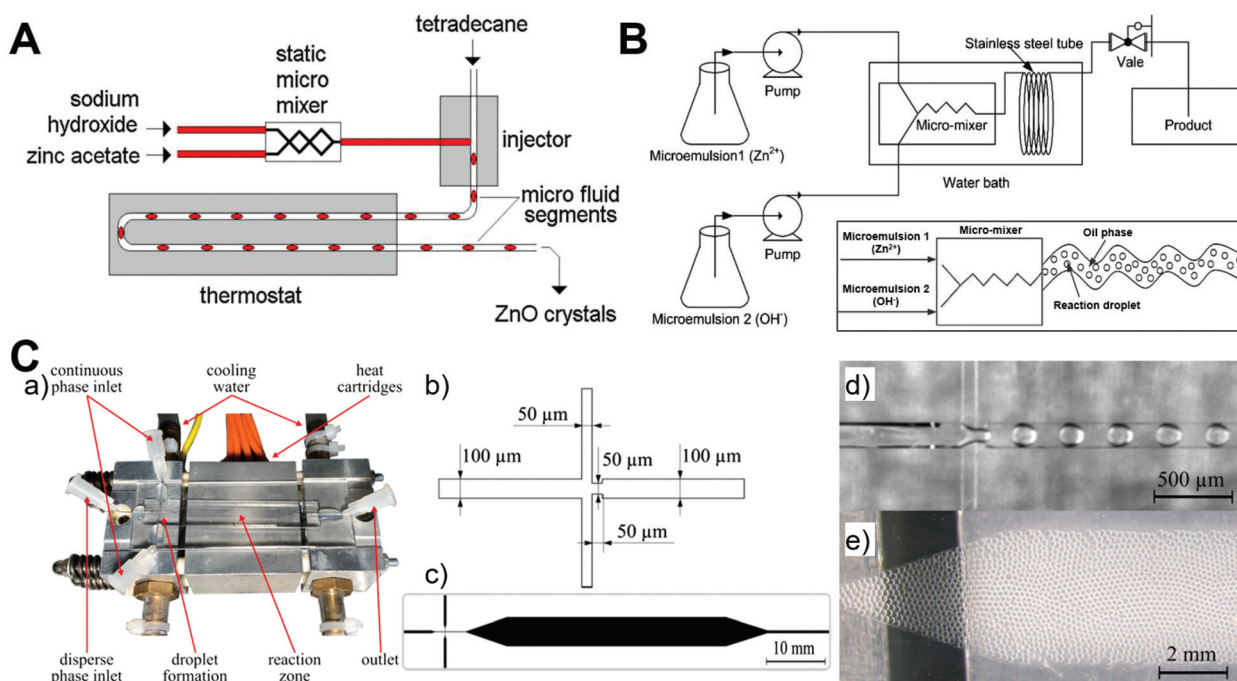 A
tetradecane
static
micro
mixer
sodium
hydroxide
zinc acetate
injector
micro fluid
segments
thermostat
ZnO crystals
B
Stainless steel tube
Vale
Pump
Micro-mixer
Product
Microemulsion1 (Zn²⁺)
Water bath
Pump
Microemulsion 2 (OH⁻)
Micro-mixer
Oil phase
Microemulsion 1
(Zn²⁺)
Microemulsion 2
(OH⁻)
Reaction droplet
C
a)
continuous
phase inlet
cooling
water
heat
cartridges
disperse
phase inlet
droplet
formation
reaction
zone
outlet
b)
50 µm
100 µm
50 µm
100 µm
50 µm
c)
10 mm
d)
500 µm
e)
2 mm